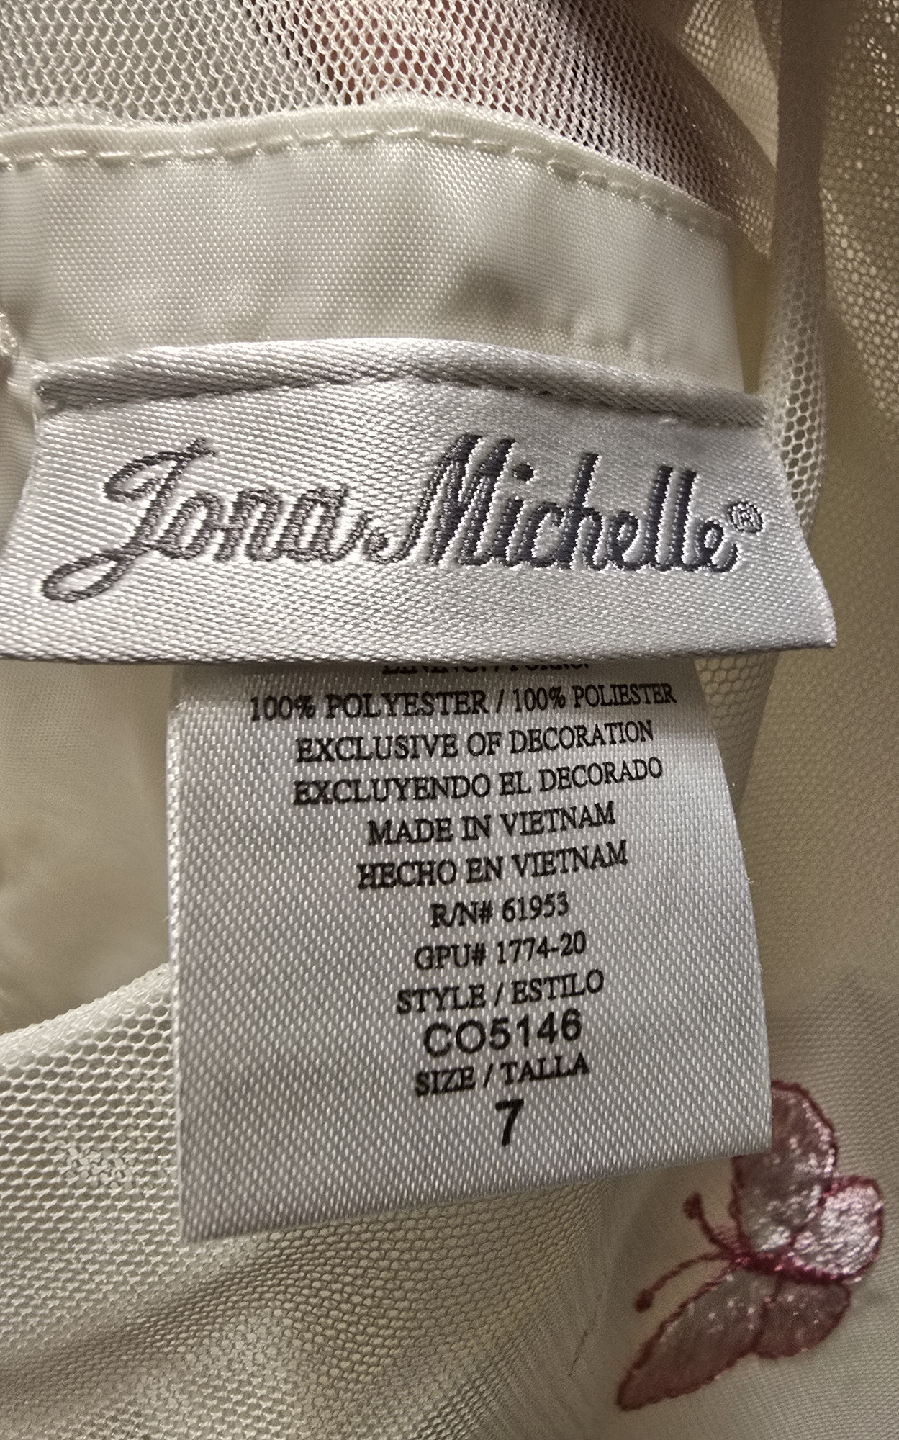 Jona Michelle®
100% POLYESTER / 100% POLIESTER
EXCLUSIVE OF DECORATION
EXCLUYENDO EL DECORADO
MADE IN VIETNAM
HECHO EN VIETNAM
R/N# 61953
GPU# 1774-20
STYLE / ESTILO
CO5146
SIZE / TALLA
7